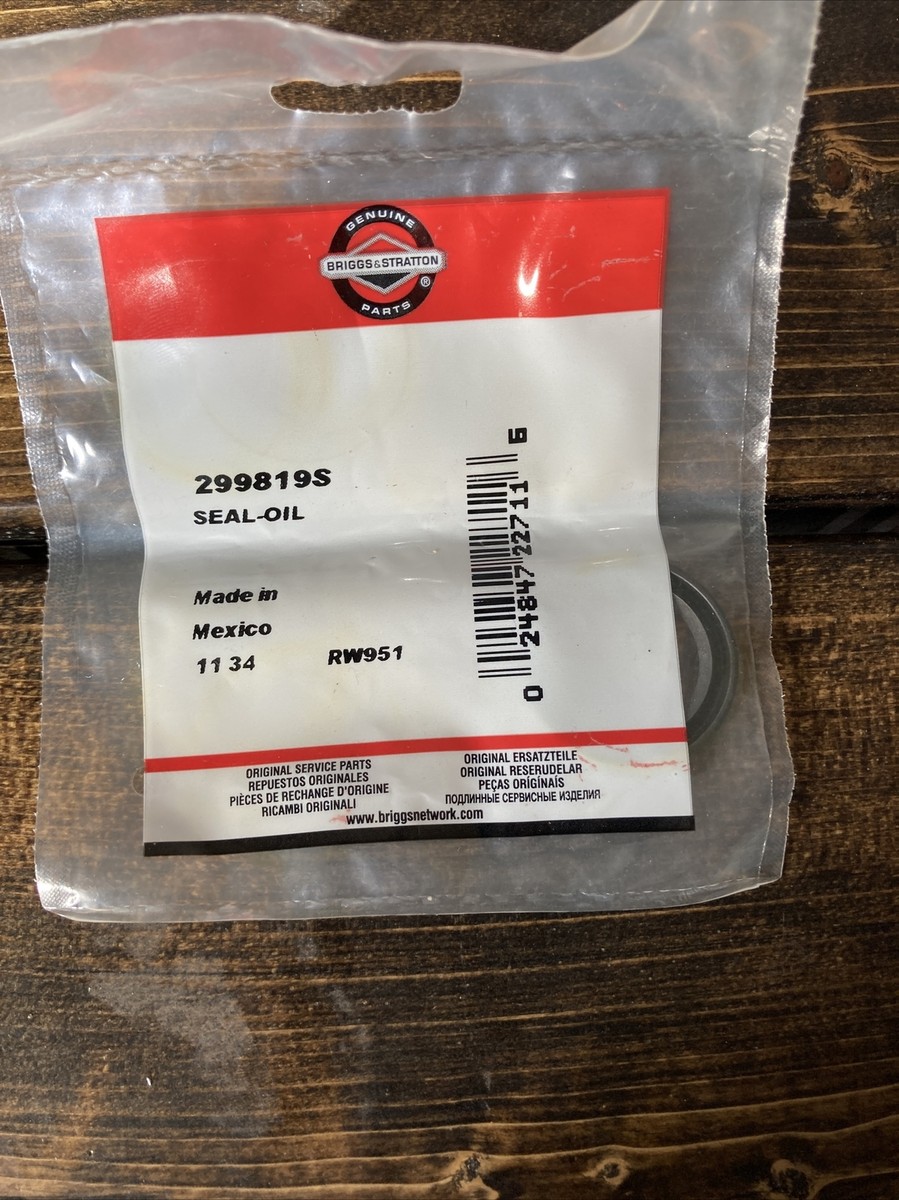 GENUINE
BRIGGS&STRATTON
®
PARTS
299819S
SEAL-OIL
Made in
Mexico
11 34 RW951
0 24847 22711 6
ORIGINAL SERVICE PARTS
REPUESTOS ORIGINALES
PIÈCES DE RECHANGE D'ORIGINE
RICAMBI ORIGINALI
ORIGINAL ERSATZTEILE
ORIGINAL RESERUDELAR
PEÇAS ORIGÍNAIS
ПОДЛИННЫЕ СЕРВИСНЫЕ ИЗДЕЛИЯ
www.briggsnetwork.com